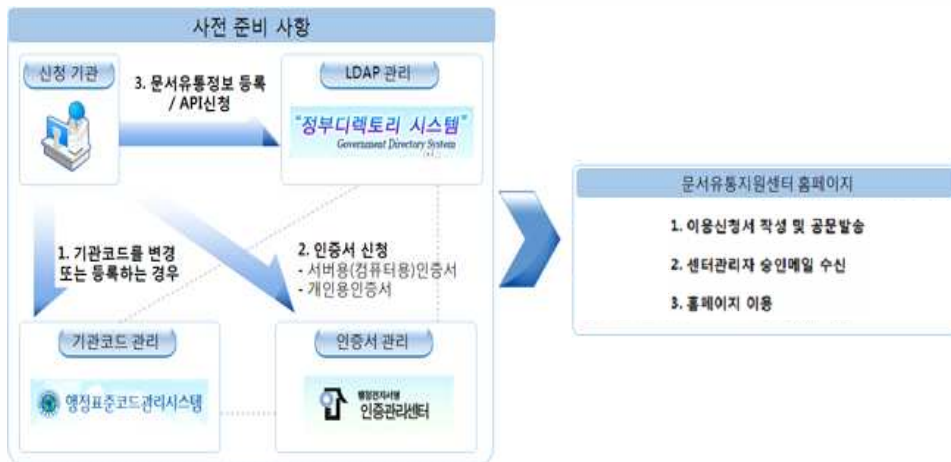 사전 준비 사항
신청 기관
3. 문서유통정보 등록
/ API신청
LDAP 관리
"정부디렉토리 시스템"
Government Directory System
1. 기관코드를 변경
또는 등록하는 경우
2. 인증서 신청
- 서버용(컴퓨터용)인증서
- 개인용인증서
기관코드 관리
행정표준코드관리시스템
인증서 관리
행정전자서명
인증관리센터
문서유통지원센터 홈페이지
1. 이용신청서 작성 및 공문발송
2. 센터관리자 승인메일 수신
3. 홈페이지 이용